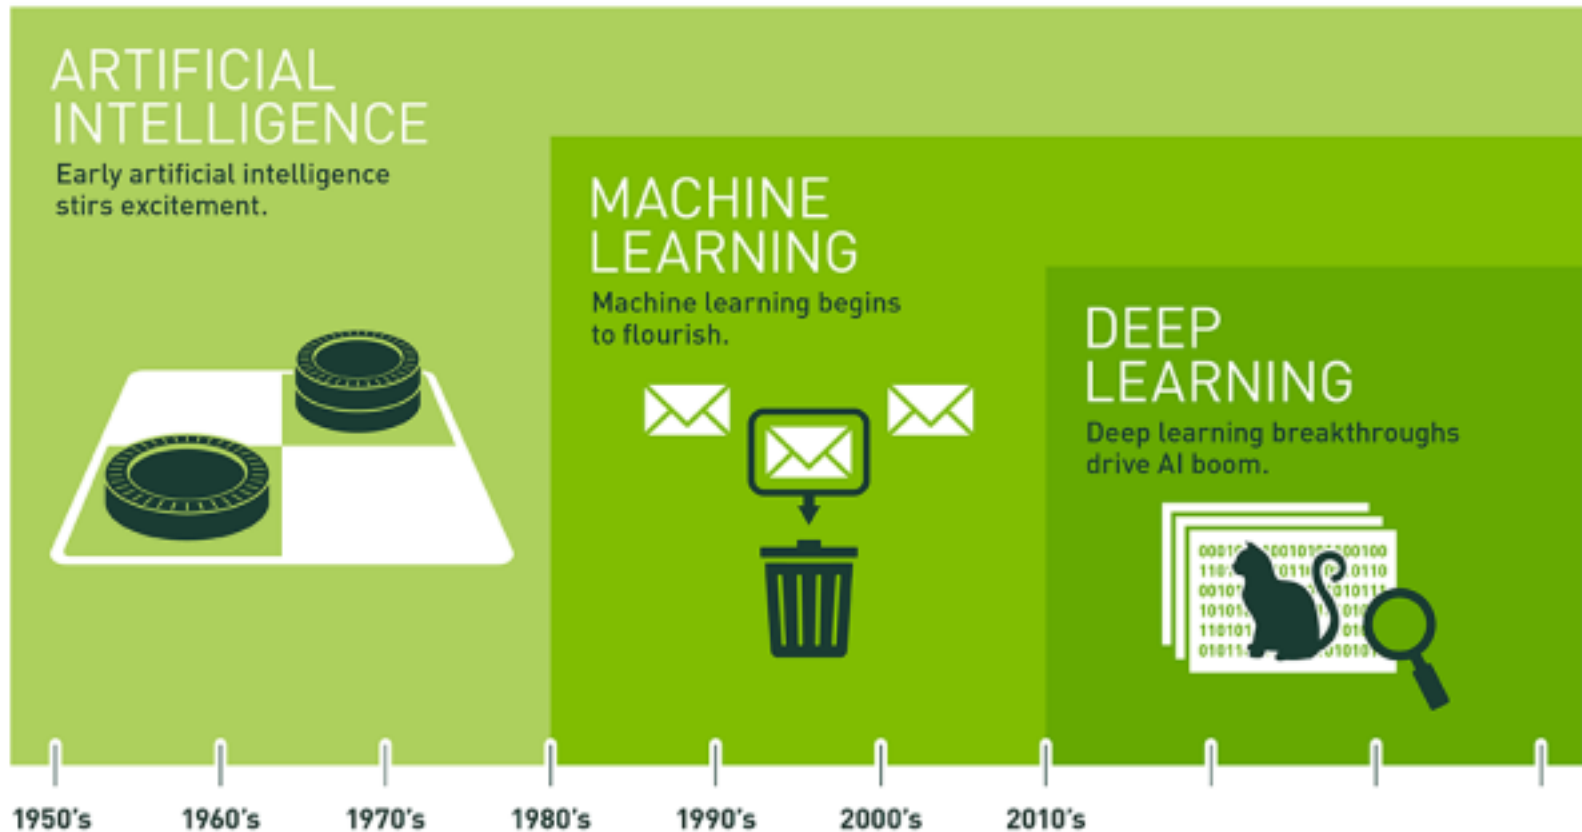 ARTIFICIAL
INTELLIGENCE
Early artificial intelligence
stirs excitement.
MACHINE
LEARNING
Machine learning begins
to flourish.
DEEP
LEARNING
Deep learning breakthroughs
drive AI boom.
1950's 1960's 1970's 1980's 1990's 2000's 2010's